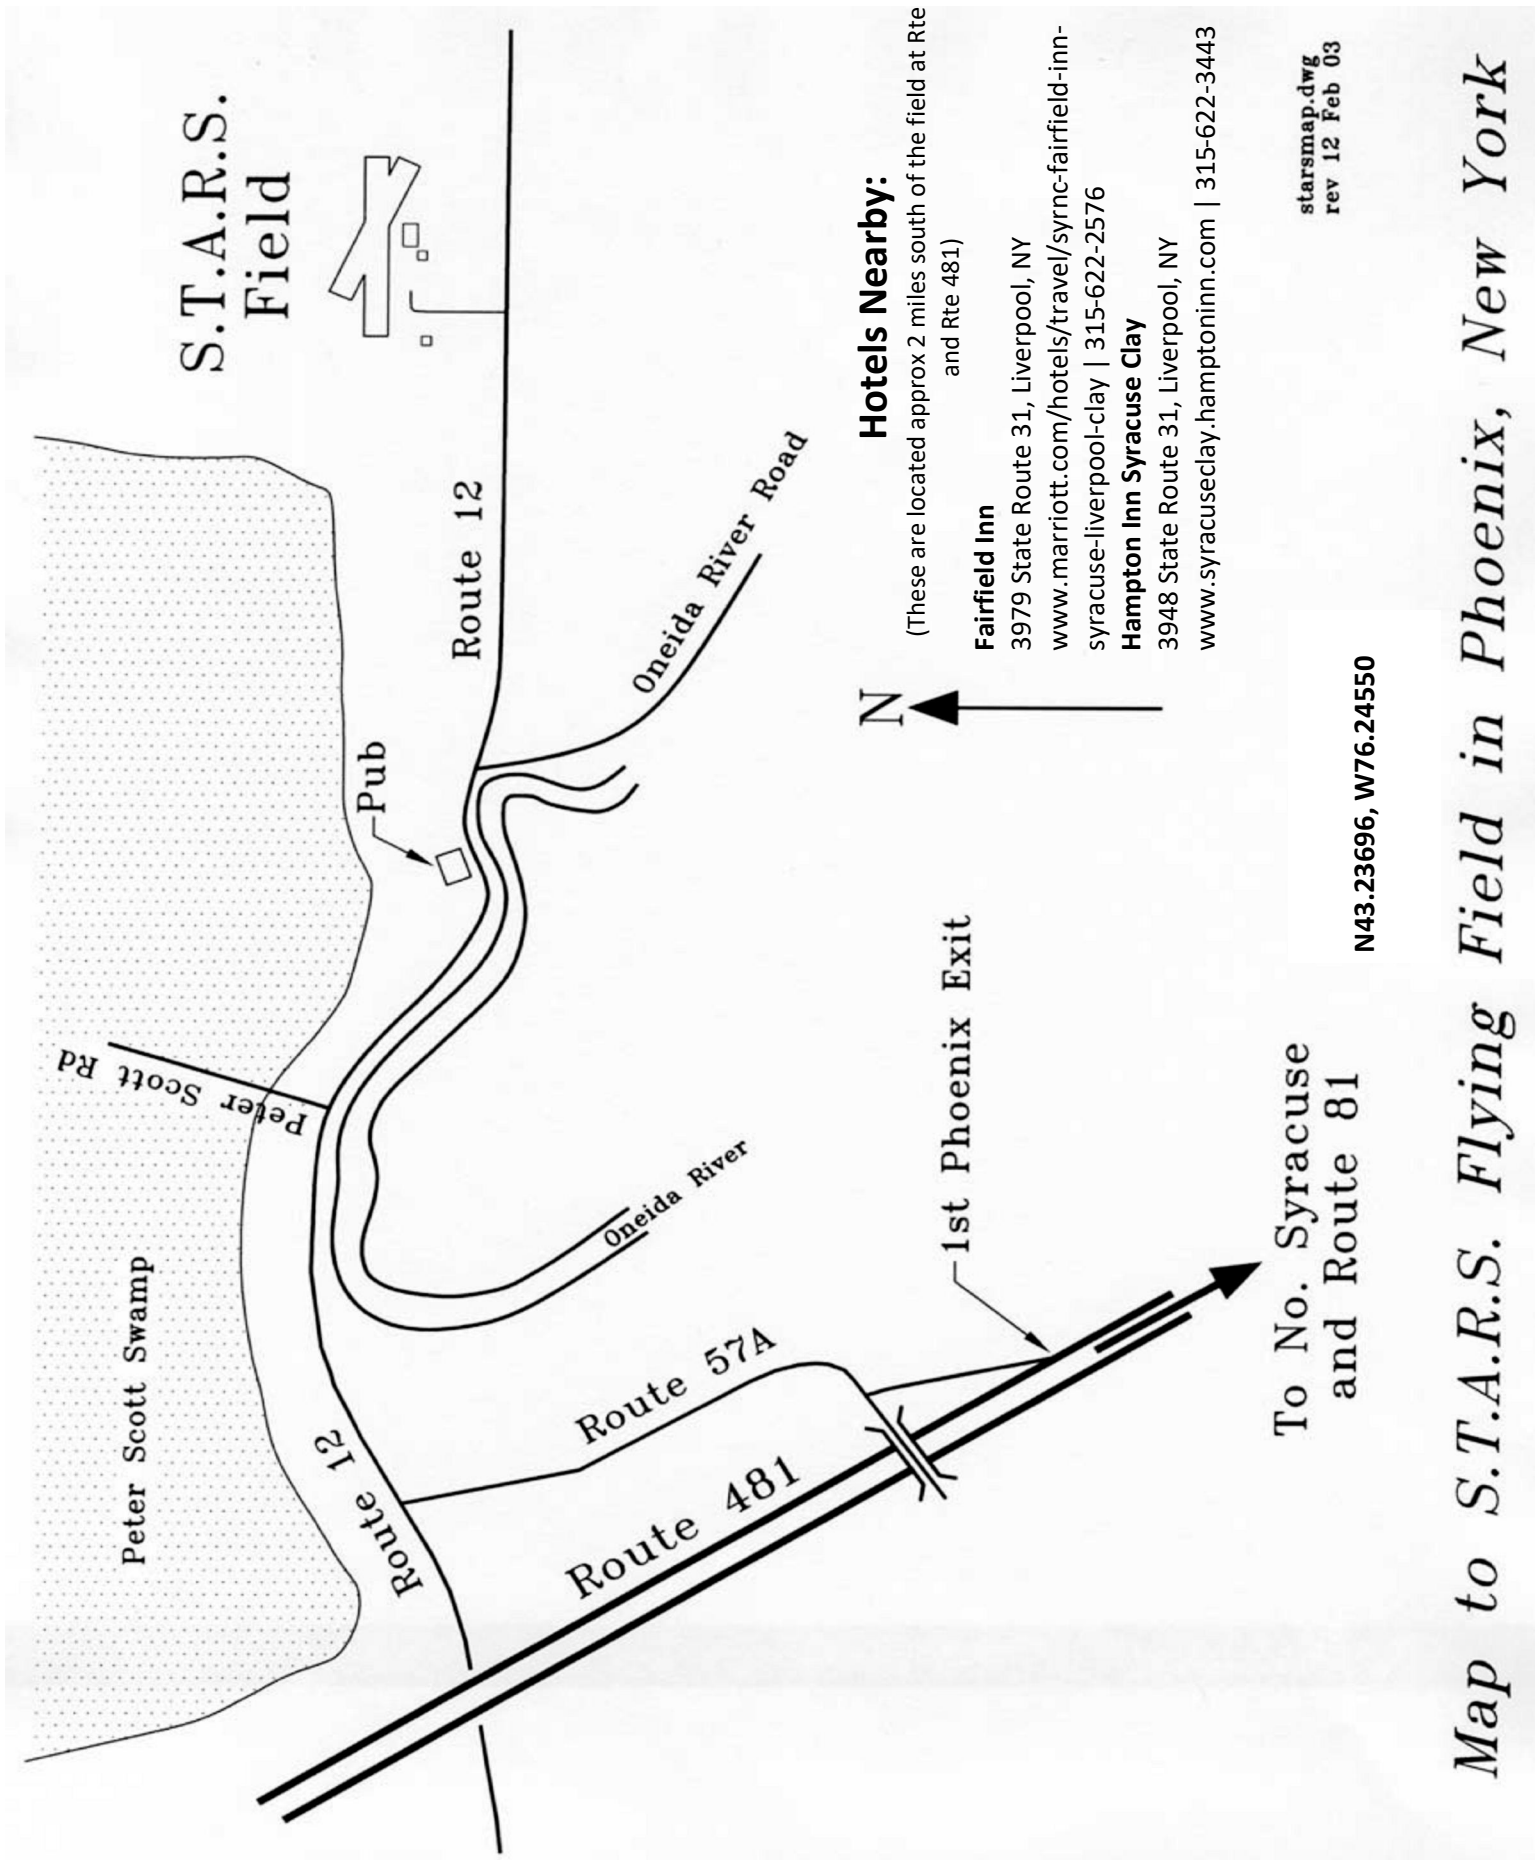 S.T.A.R.S.
Field
Peter Scott Swamp
Peter Scott Rd
Pub
Route 12
Route 12
Oneida River Road
Oneida River
Route 57A
Route 481
N
1st Phoenix Exit
To No. Syracuse
and Route 81
Hotels Nearby:
(These are located approx 2 miles south of the field at Rte
and Rte 481)
Fairfield Inn
3979 State Route 31, Liverpool, NY
www.marriott.com/hotels/travel/syrnc-fairfield-inn-
syracuse-liverpool-clay | 315-622-2576
Hampton Inn Syracuse Clay
3948 State Route 31, Liverpool, NY
www.syracuseclay.hamptoninn.com | 315-622-3443
starsmap.dwg
rev 12 Feb 03
N43.23696, W76.24550
Map to S.T.A.R.S. Flying Field in Phoenix, New York